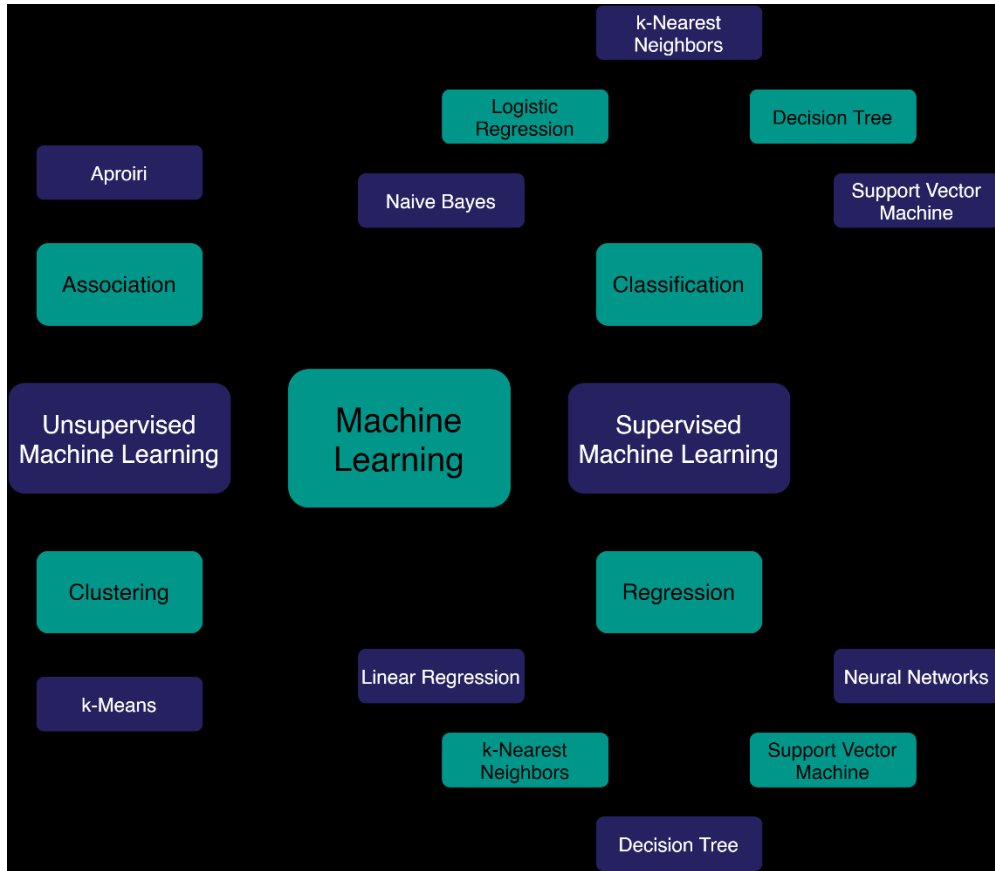 k-Nearest
Neighbors
Logistic
Regression
Decision Tree
Aproiri
Naive Bayes
Support Vector
Machine
Association
Classification
Unsupervised
Machine Learning
Machine
Learning
Supervised
Machine Learning
Clustering
Regression
k-Means
Linear Regression
Neural Networks
k-Nearest
Neighbors
Support Vector
Machine
Decision Tree